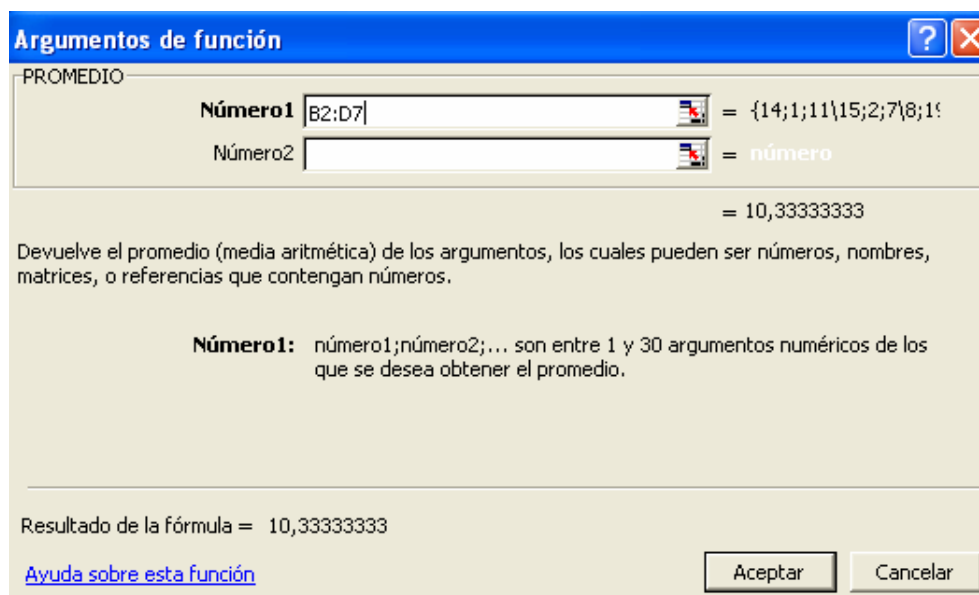 Argumentos de función
PROMEDIO
Número1 B2:D7 = {14;1;11\15;2;7\8;19
Número2 = número
= 10,33333333
Devuelve el promedio (media aritmética) de los argumentos, los cuales pueden ser números, nombres,
matrices, o referencias que contengan números.
Número1: número1;número2;... son entre 1 y 30 argumentos numéricos de los
que se desea obtener el promedio.
Resultado de la fórmula = 10,33333333
Ayuda sobre esta función Aceptar Cancelar